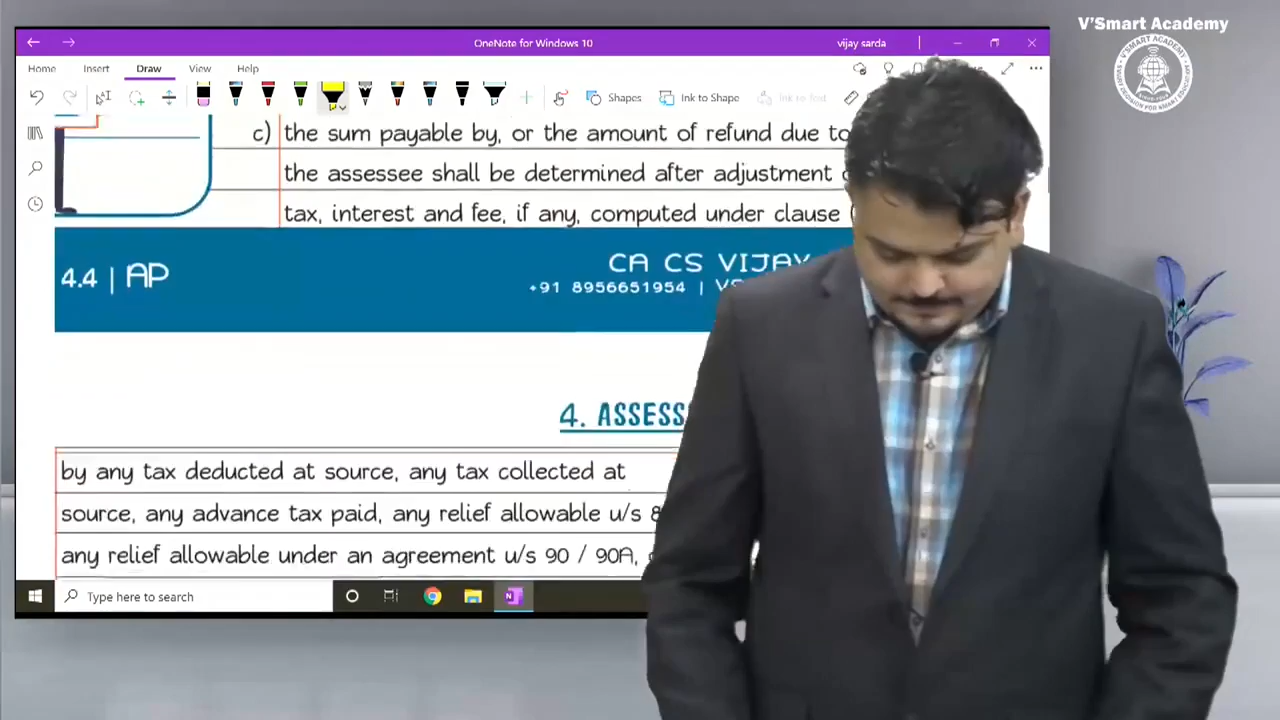 V'Smart Academy
OneNote for Windows 10
vijay sarda
Home Insert Draw View Help
Shapes Ink to Shape Ink to Text
c) the sum payable by, or the amount of refund due to
the assessee shall be determined after adjustment
tax, interest and fee, if any, computed under clause (
4.4 | AP
CA CS VIJAY
+91 8956651954 |
4. ASSESS
by any tax deducted at source, any tax collected at
source, any advance tax paid, any relief allowable u/s 8
any relief allowable under an agreement u/s 90 / 90A,
Type here to search